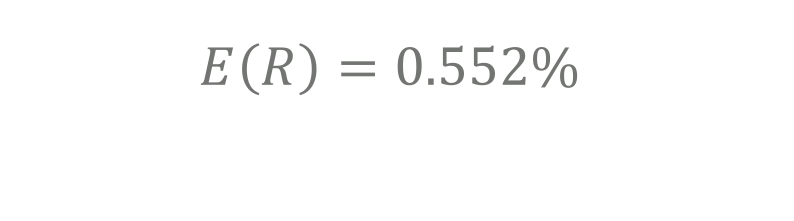 E(R) = 0.552%